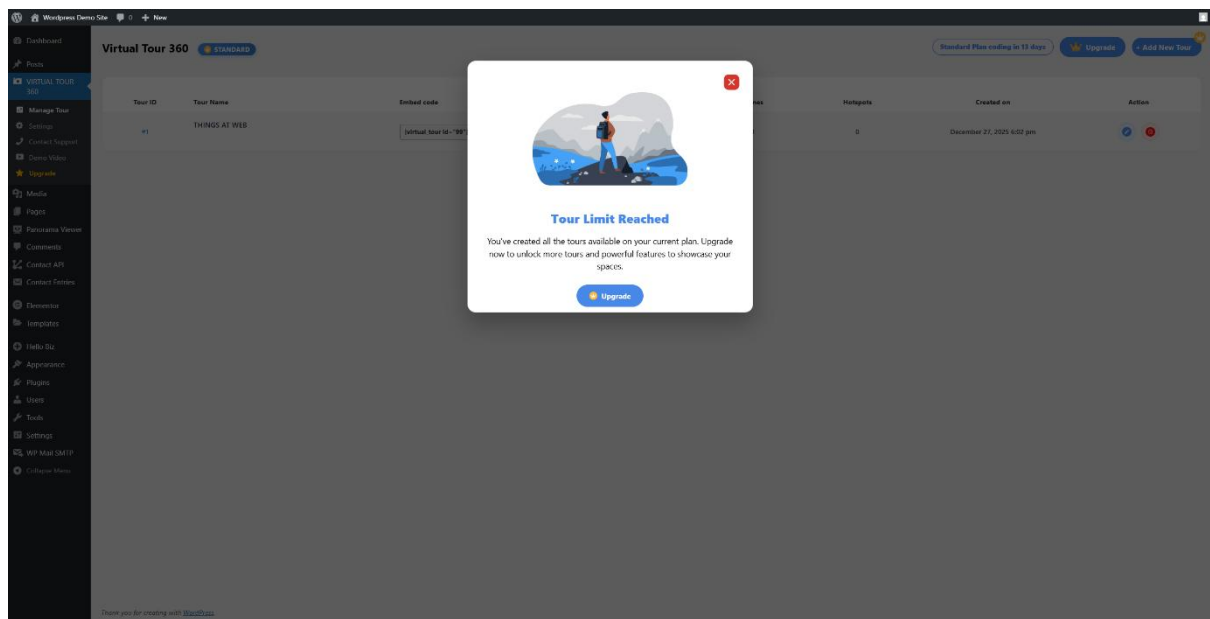 Wordpress Demo Site 0 + New
Dashboard
Posts
VIRTUAL TOUR
360
Manage Tour
Settings
Contact Support
Demo Video
Upgrade
Media
Pages
Panorama Viewer
Comments
Contact API
Contact Entries
Elementor
Templates
Hello Biz
Appearance
Plugins
Users
Tools
Settings
WP Mail SMTP
Collapse Menu
Virtual Tour 360 STANDARD
Standard Plan ending in 15 days Upgrade + Add New Tour
Tour ID Tour Name Embed code Hotspots Created on Action
#1 THINGS AT WEB 0 December 27, 2025 6:02 pm
Tour Limit Reached
You've created all the tours available on your current plan. Upgrade
now to unlock more tours and powerful features to showcase your
spaces.
Upgrade
Thank you for creating with WordPress.